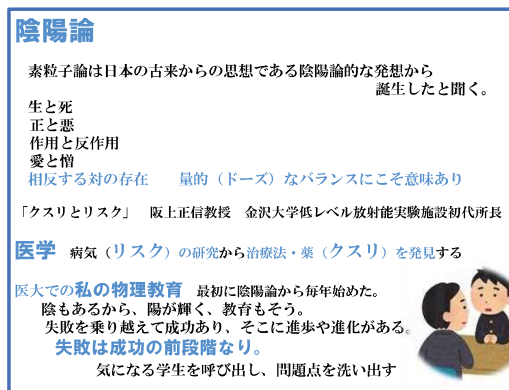 陰陽論
素粒子論は日本の古来からの思想である陰陽論的な発想から
誕生したと聞く。
生と死
正と悪
作用と反作用
愛と憎
相反する対の存在　　量的（ドーズ）なバランスにこそ意味あり
「クスリとリスク」　阪上正信教授　金沢大学低レベル放射能実験施設初代所長
医学　病気（リスク）の研究から治療法・薬（クスリ）を発見する
医大での私の物理教育　最初に陰陽論から毎年始めた。
陰もあるから、陽が輝く、教育もそう。
失敗を乗り越えて成功あり、そこに進歩や進化がある。
失敗は成功の前段階なり。
気になる学生を呼び出し、問題点を洗い出す